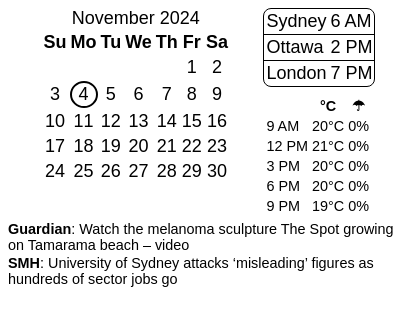 November 2024
Su Mo Tu We Th Fr Sa
1 2
3 4 5 6 7 8 9
10 11 12 13 14 15 16
17 18 19 20 21 22 23
24 25 26 27 28 29 30
Sydney 6 AM
Ottawa 2 PM
London 7 PM
°C ☂
9 AM 20°C 0%
12 PM 21°C 0%
3 PM 20°C 0%
6 PM 20°C 0%
9 PM 19°C 0%
Guardian: Watch the melanoma sculpture The Spot growing
on Tamarama beach – video
SMH: University of Sydney attacks ‘misleading’ figures as
hundreds of sector jobs go